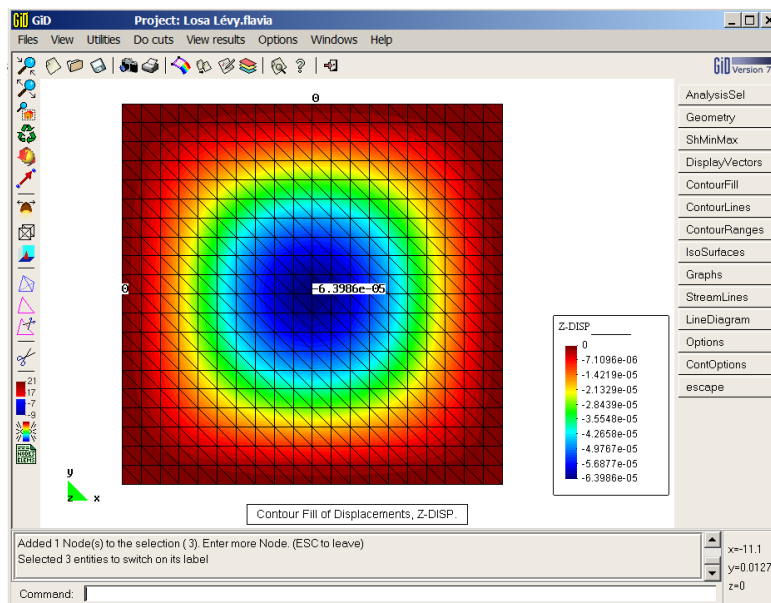 GiD GiD Project: Losa Lévy.flavia
Files View Utilities Do cuts View results Options Windows Help
GiD Version 7
AnalysisSel
Geometry
ShMinMax
DisplayVectors
ContourFill
ContourLines
ContourRanges
IsoSurfaces
Graphs
StreamLines
LineDiagram
Options
ContOptions
escape
0
0
-6.3986e-05
Z-DISP
0
-7.1096e-06
-1.4219e-05
-2.1329e-05
-2.8439e-05
-3.5548e-05
-4.2658e-05
-4.9767e-05
-5.6877e-05
-6.3986e-05
21
17
-7
-9
NODES
ELEMS
y
z x
Contour Fill of Displacements, Z-DISP.
Added 1 Node(s) to the selection ( 3). Enter more Node. (ESC to leave)
Selected 3 entities to switch on its label
Command:
x=-11.1
y=0.0127
z=0